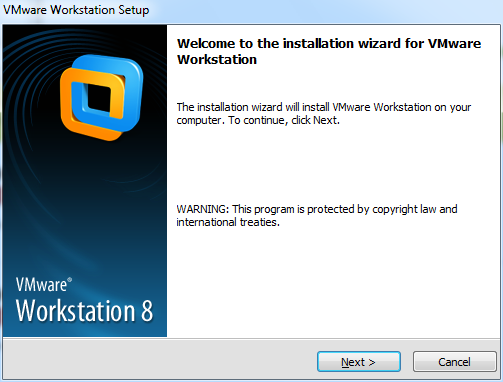 VMware Workstation Setup
Welcome to the installation wizard for VMware
Workstation
The installation wizard will install VMware Workstation on your
computer. To continue, click Next.
WARNING: This program is protected by copyright law and
international treaties.
VMware®
Workstation 8
Next >
Cancel